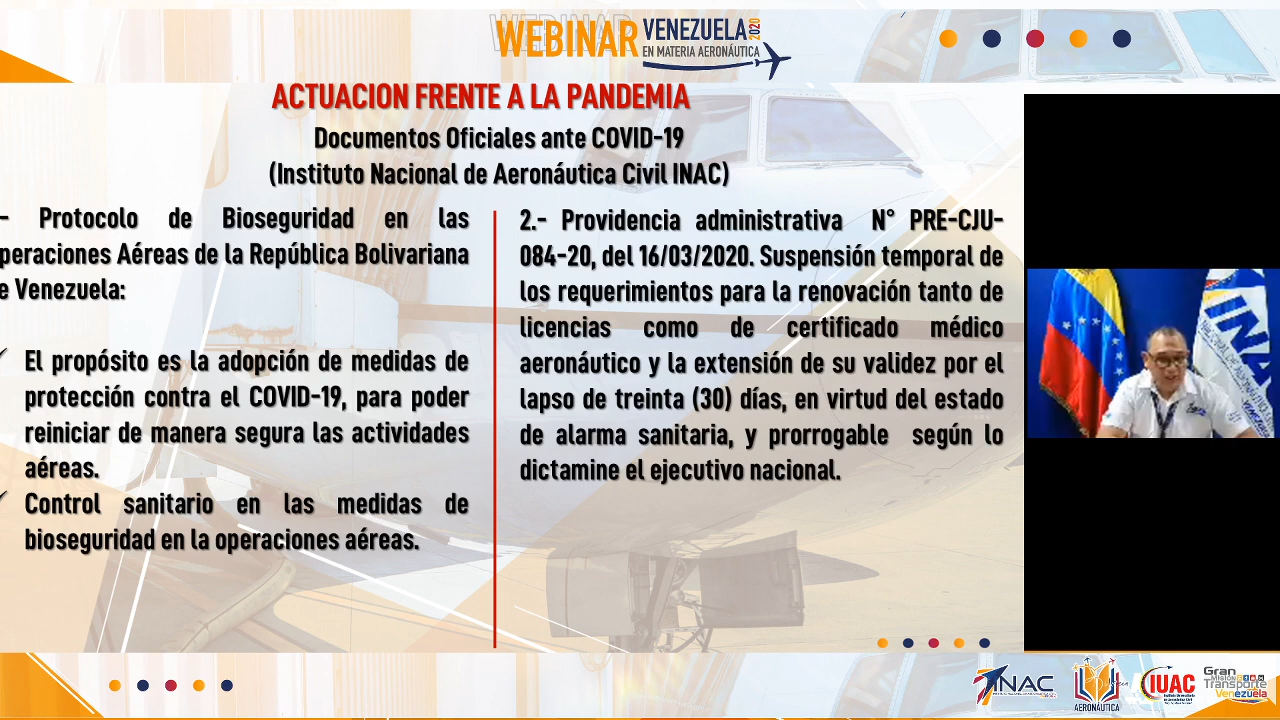 WEBINAR VENEZUELA 2020
EN MATERIA AERONÁUTICA
ACTUACION FRENTE A LA PANDEMIA
Documentos Oficiales ante COVID-19
(Instituto Nacional de Aeronáutica Civil INAC)
- Protocolo de Bioseguridad en las
peraciones Aéreas de la República Bolivariana
e Venezuela:
El propósito es la adopción de medidas de
protección contra el COVID-19, para poder
reiniciar de manera segura las actividades
aéreas.
Control sanitario en las medidas de
bioseguridad en la operaciones aéreas.
2.- Providencia administrativa N° PRE-CJU-
084-20, del 16/03/2020. Suspensión temporal de
los requerimientos para la renovación tanto de
licencias como de certificado médico
aeronáutico y la extensión de su validez por el
lapso de treinta (30) días, en virtud del estado
de alarma sanitaria, y prorrogable según lo
dictamine el ejecutivo nacional.
INAC
AERONÁUTICA
IUAC
Gran
MISIÓN
Transporte
Venezuela